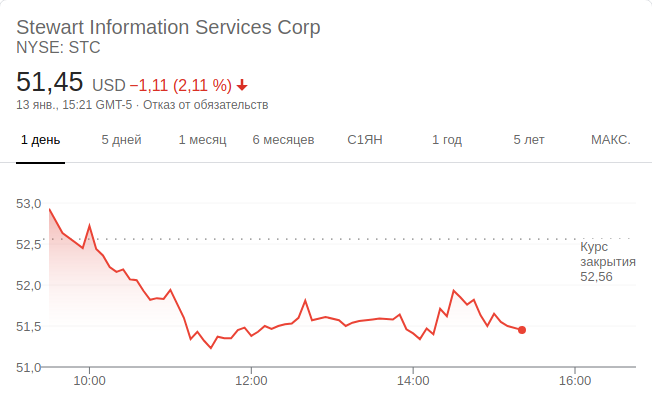 Stewart Information Services Corp
NYSE: STC
51,45 USD −1,11 (2,11 %)
13 янв., 15:21 GMT-5 · Отказ от обязательств
1 день 5 дней 1 месяц 6 месяцев С1ЯН 1 год 5 лет МАКС.
53,0
52,5
Курс
закрытия
52,56
52,0
51,5
51,0
10:00 12:00 14:00 16:00